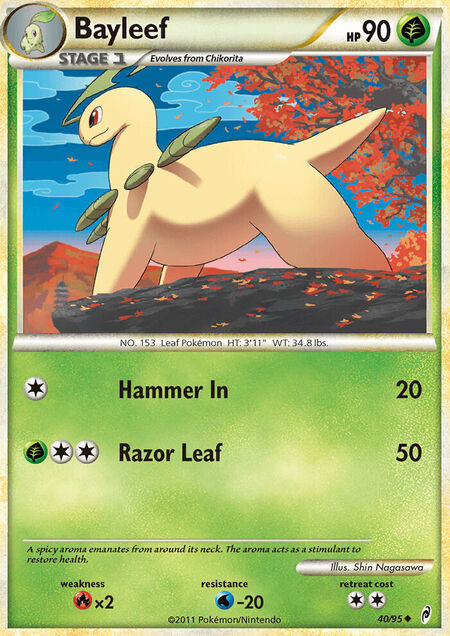 Bayleef HP 90
STAGE 1 Evolves from Chikorita
NO. 153 Leaf Pokémon HT: 3'11" WT: 34.8 lbs.
Hammer In 20
Razor Leaf 50
A spicy aroma emanates from around its neck. The aroma acts as a stimulant to
restore health.
Illus. Shin Nagasawa
weakness resistance retreat cost
×2 -20
©2011 Pokémon/Nintendo 40/95